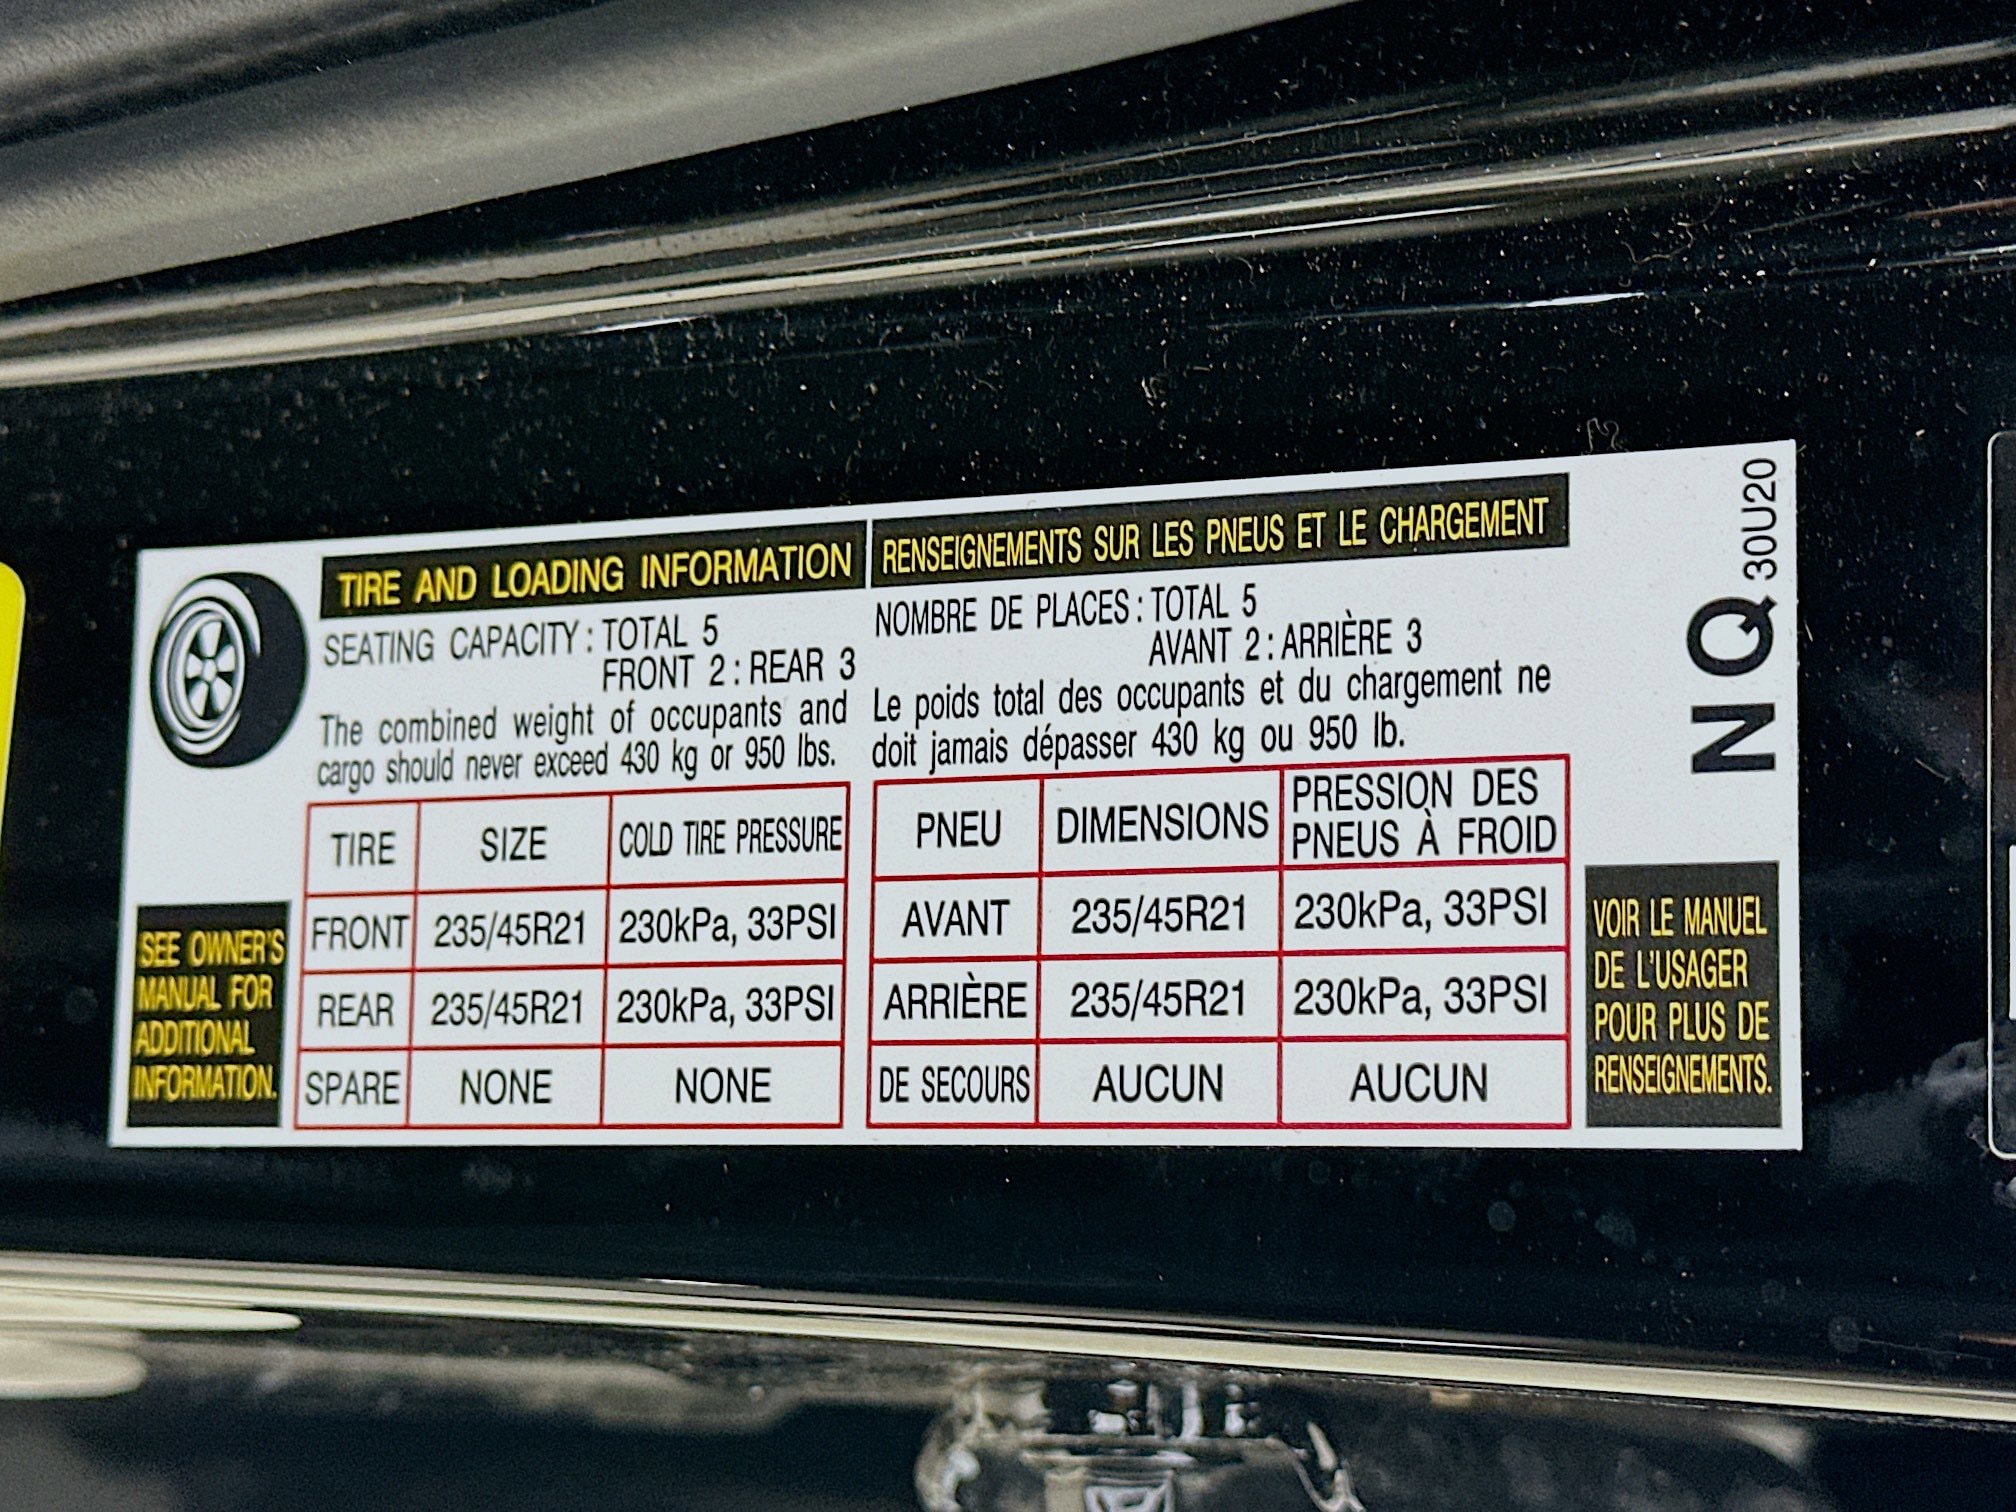 TIRE AND LOADING INFORMATION
SEATING CAPACITY : TOTAL 5
FRONT 2 : REAR 3
The combined weight of occupants and
cargo should never exceed 430 kg or 950 lbs.
TIRE SIZE COLD TIRE PRESSURE
FRONT 235/45R21 230kPa, 33PSI
REAR 235/45R21 230kPa, 33PSI
SPARE NONE NONE
SEE OWNER'S
MANUAL FOR
ADDITIONAL
INFORMATION.
RENSEIGNEMENTS SUR LES PNEUS ET LE CHARGEMENT
NOMBRE DE PLACES : TOTAL 5
AVANT 2 : ARRIÈRE 3
Le poids total des occupants et du chargement ne
doit jamais dépasser 430 kg ou 950 lb.
PNEU DIMENSIONS PRESSION DES
PNEUS À FROID
AVANT 235/45R21 230kPa, 33PSI
ARRIÈRE 235/45R21 230kPa, 33PSI
DE SECOURS AUCUN AUCUN
VOIR LE MANUEL
DE L'USAGER
POUR PLUS DE
RENSEIGNEMENTS.
NQ 30U20